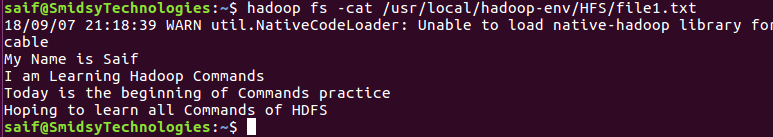 saif@SmidsyTechnologies:~$ hadoop fs -cat /usr/local/hadoop-env/HFS/file1.txt
18/09/07 21:18:39 WARN util.NativeCodeLoader: Unable to load native-hadoop library for
cable
My Name is Saif
I am Learning Hadoop Commands
Today is the beginning of Commands practice
Hoping to learn all Commands of HDFS
saif@SmidsyTechnologies:~$